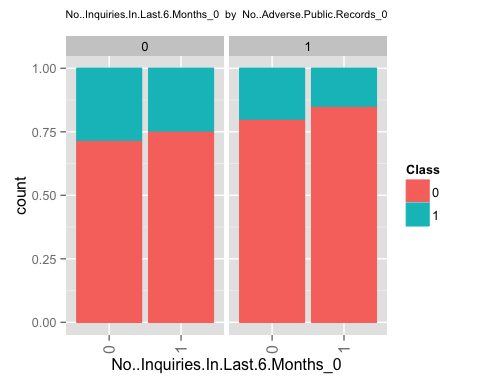 No..Inquiries.In.Last.6.Months_0 by No..Adverse.Public.Records_0
0 1
1.00
0.75
0.50
0.25
0.00
count
Class
0
1
0 1 0 1
No..Inquiries.In.Last.6.Months_0